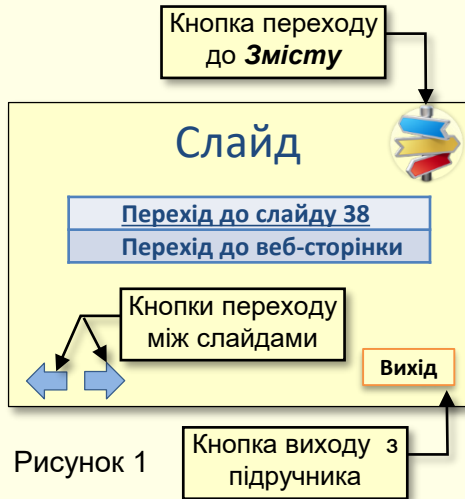 Кнопка переходу
до Змісту
Слайд
Перехід до слайду 38
Перехід до веб-сторінки
Кнопки переходу
між слайдами
Вихід
Рисунок 1
Кнопка виходу з
підручника